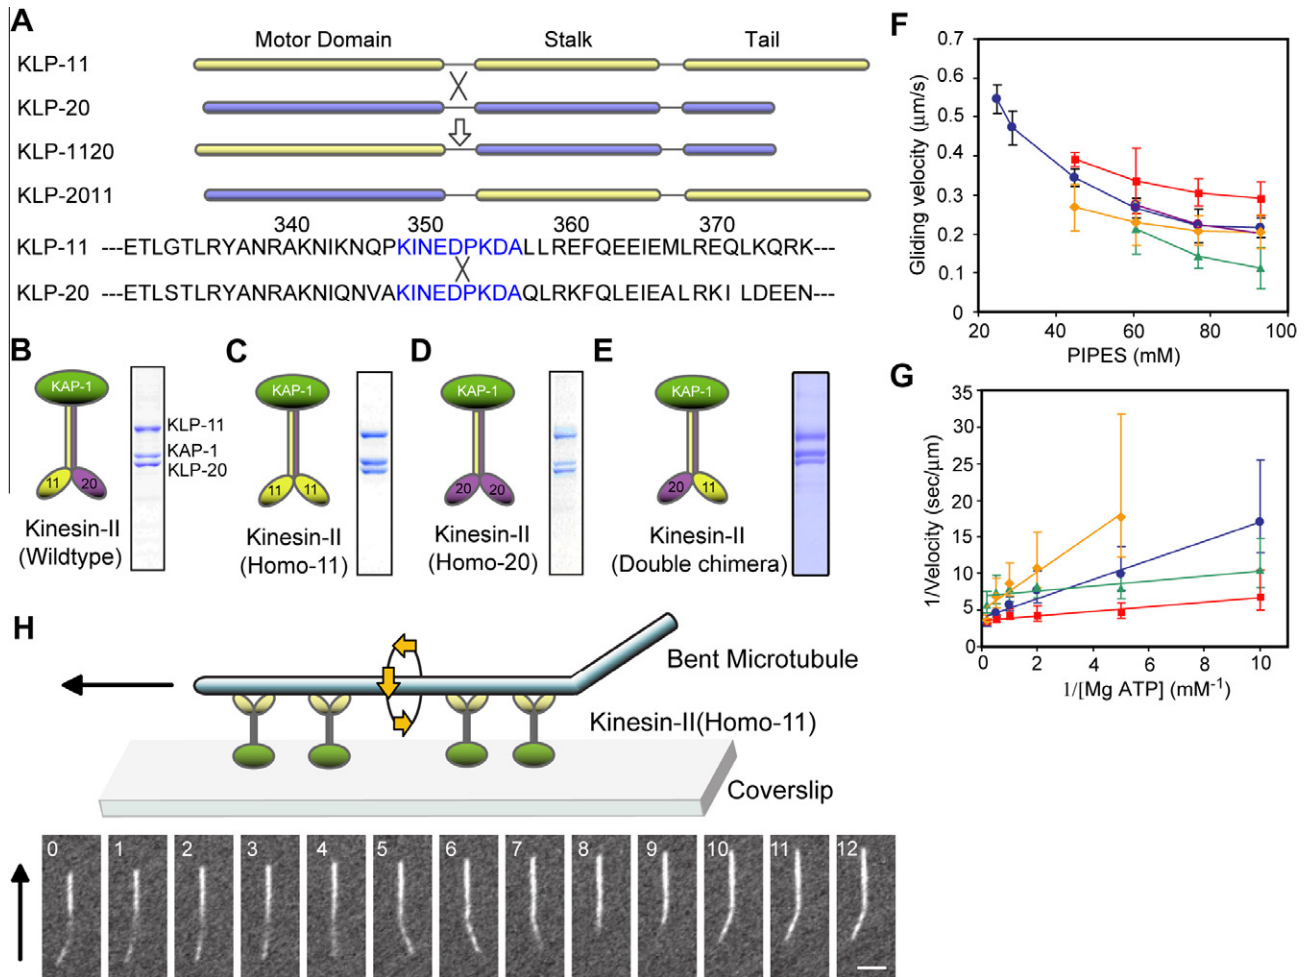 A
Motor Domain Stalk Tail
KLP-11
KLP-20
KLP-1120
KLP-2011
340 350 360 370
KLP-11 ---ETLGTLRYANRAKNIKNQPKINEDPKDALLREFQEEIEMLREQLKQRK---
KLP-20 ---ETLSTLRYANRAKNIQNVAKINEDPKDAQLRKFQLEIEALRKI LDEEN---
B
KAP-1
KLP-11
KAP-1
KLP-20
11 20
Kinesin-II
(Wildtype)
C
KAP-1
11 11
Kinesin-II
(Homo-11)
D
KAP-1
20 20
Kinesin-II
(Homo-20)
E
KAP-1
20 11
Kinesin-II
(Double chimera)
F
Gliding velocity (μm/s)
0.7
0.6
0.5
0.4
0.3
0.2
0.1
0
20 40 60 80 100
PIPES (mM)
G
1/Velocity (sec/μm)
35
30
25
20
15
10
5
0
0 2 4 6 8 10
1/[Mg ATP] (mM⁻¹)
H
Bent Microtubule
Kinesin-II(Homo-11)
Coverslip
0 1 2 3 4 5 6 7 8 9 10 11 12